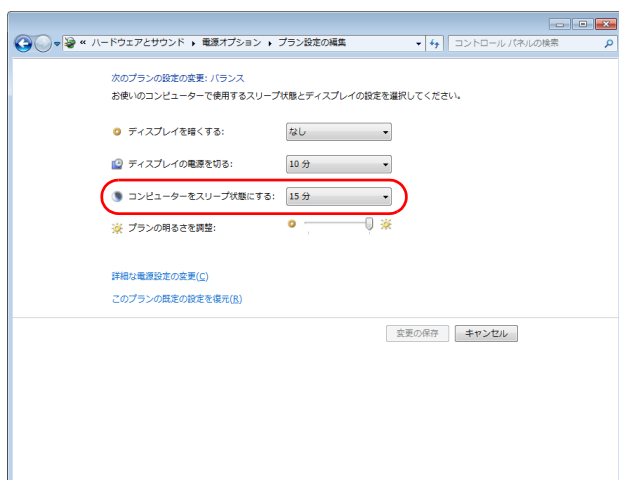 « ハードウェアとサウンド ▸ 電源オプション ▸ プラン設定の編集 コントロール パネルの検索
次のプランの設定の変更: バランス
お使いのコンピューターで使用するスリープ状態とディスプレイの設定を選択してください。
ディスプレイを暗くする: なし
ディスプレイの電源を切る: 10 分
コンピューターをスリープ状態にする: 15 分
プランの明るさを調整:
詳細な電源設定の変更(C)
このプランの既定の設定を復元(R)
変更の保存 キャンセル